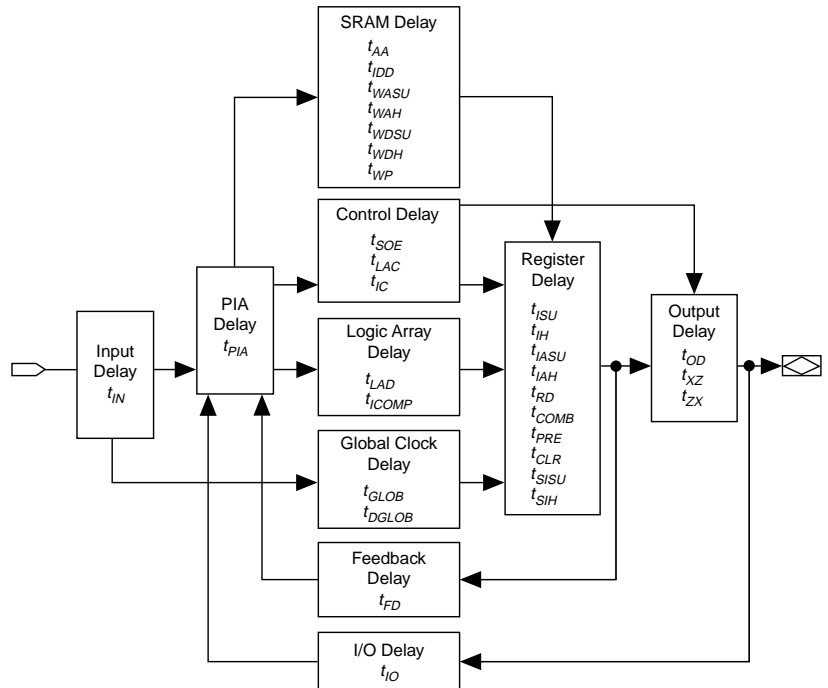 SRAM Delay
tAA
tIDD
tWASU
tWAH
tWDSU
tWDH
tWP
Control Delay
tSOE
tLAC
tIC
Register
Delay
tISU
tIH
tIASU
tIAH
tRD
tCOMB
tPRE
tCLR
tSISU
tSIH
PIA
Delay
tPIA
Output
Delay
tOD
tXZ
tZX
Input
Delay
tIN
Logic Array
Delay
tLAD
tICOMP
Global Clock
Delay
tGLOB
tDGLOB
Feedback
Delay
tFD
I/O Delay
tIO